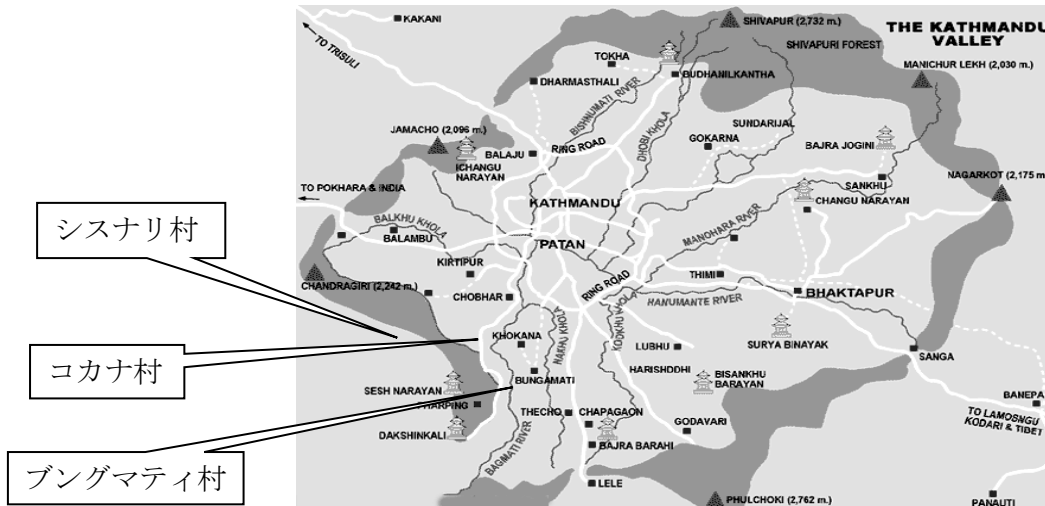 KAKANI
TO TRISULI
SHIVAPUR (2,732 m.)
SHIVAPURI FOREST
THE KATHMANDU
VALLEY
MANICHUR LEKH (2,030 m.)
TOKHA
DHARMASTHALI
BUDHANILKANTHA
BISHNUMATI RIVER
DHOBI KHOLA
SUNDARIJAL
GOKARNA
JAMACHO (2,096 m.)
ICHANGU
NARAYAN
BALAJU
RING ROAD
BAJRA JOGINI
SANKHU
NAGARKOT (2,175 m
TO POKHARA & INDIA
KATHMANDU
CHANGU NARAYAN
シスナリ村
BALKHU KHOLA
BALAMBU
PATAN
MANOHARA RIVER
KIRTIPUR
CHANDRAGIRI (2,242 m.)
CHOBHAR
RING ROAD
THIMI
BHAKTAPUR
HANUMANTE RIVER
コカナ村
KHOKANA
NAKHU KHOLA
KODKHU KHOLA
LUBHU
SURYA BINAYAK
SANGA
BUNGAMATI
HARISHDDHI
BISANKHU
BARAYAN
SESH NARAYAN
PHARPING
DAKSHINKALI
THECHO
CHAPAGAON
GODAVARI
BANEPA
TO LAMOSNGU
KODARI & TIBET
ブングマティ村
BAGMATI RIVER
BAJRA BARAHI
LELE
PHULCHOKI (2,762 m.)
PANAUTI